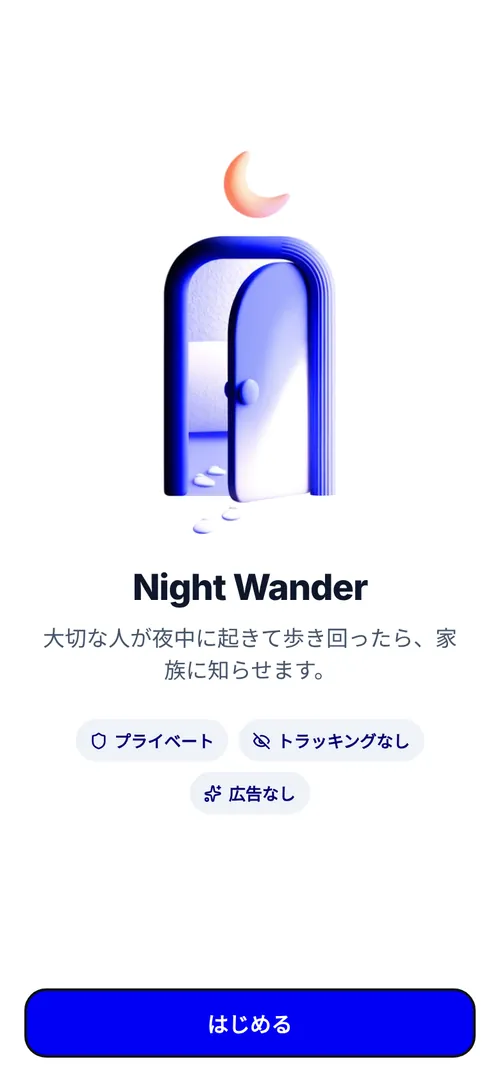 Night Wander
大切な人が夜中に起きて歩き回ったら、家
族に知らせます。
プライベート
トラッキングなし
広告なし
はじめる